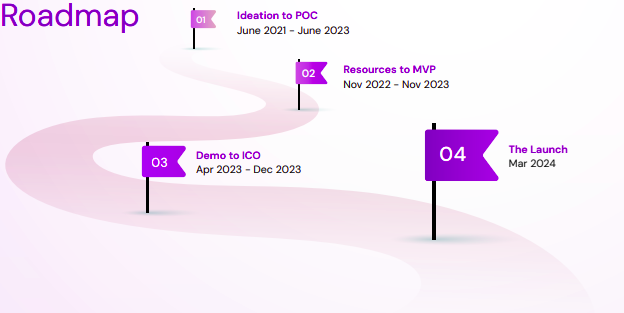 Roadmap
01
Ideation to POC
June 2021 - June 2023
02
Resources to MVP
Nov 2022 - Nov 2023
03
Demo to ICO
Apr 2023 - Dec 2023
04
The Launch
Mar 2024